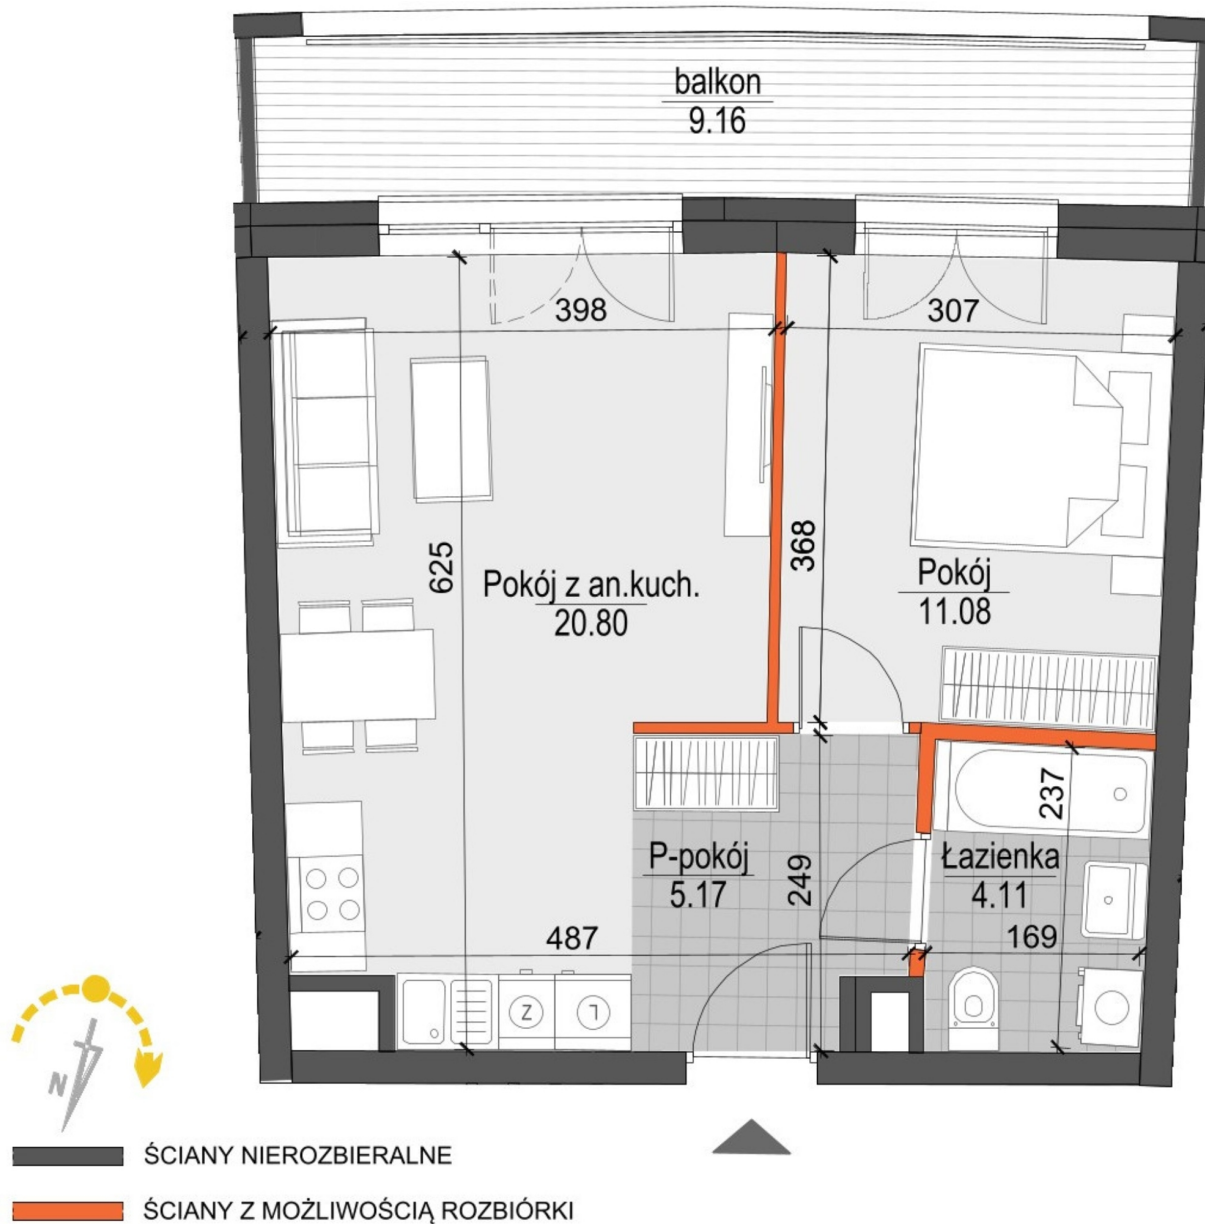 balkon
9.16
398
307
625
368
Pokój z an.kuch.
20.80
Pokój
11.08
237
P-pokój
5.17
249
Łazienka
4.11
487
169
Z
L
N
ŚCIANY NIEROZBIERALNE
ŚCIANY Z MOŻLIWOŚCIĄ ROZBIÓRKI